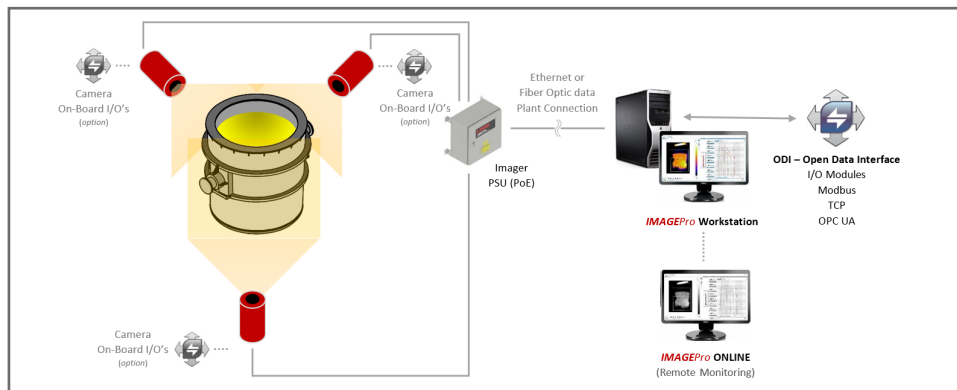 Camera
On-Board I/O's
(option)
Camera
On-Board I/O's
(option)
Ethernet or
Fiber Optic data
Plant Connection
Imager
PSU (PoE)
ODI – Open Data Interface
I/O Modules
Modbus
TCP
OPC UA
IMAGEPro Workstation
Camera
On-Board I/O's
(option)
IMAGEPro ONLINE
(Remote Monitoring)